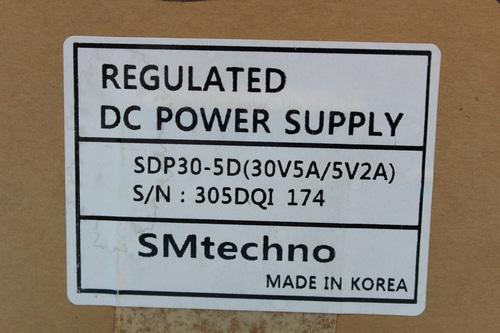 REGULATED
DC POWER SUPPLY
SDP30-5D(30V5A/5V2A)
S/N : 305DQI 174
SMtechno
MADE IN KOREA